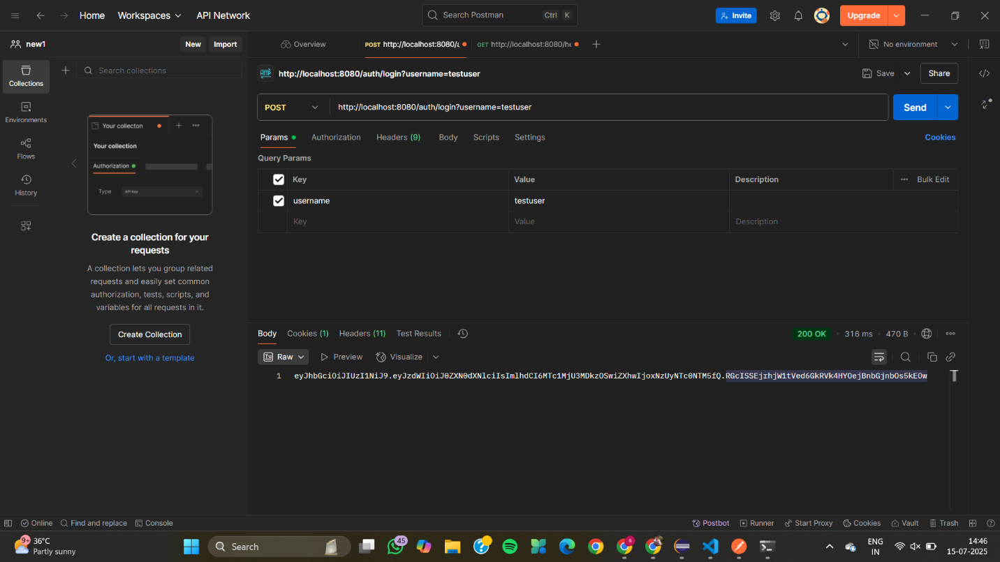 Home Workspaces API Network Search Postman Ctrl K Invite Upgrade
new1 New Import Overview POST http://localhost:8080/a GET http://localhost:8080/he No environment
Collections
Search collections
http://localhost:8080/auth/login?username=testuser Save Share
POST http://localhost:8080/auth/login?username=testuser Send
Environments
Flows
History
Params Authorization Headers (9) Body Scripts Settings Cookies
Query Params
Key Value Description Bulk Edit
username testuser
Key Value Description
Your collecton
Your collection
Authorization
Type API Key
Create a collection for your
requests
A collection lets you group related
requests and easily set common
authorization, tests, scripts, and
variables for all requests in it.
Create Collection
Or, start with a template
Body Cookies (1) Headers (11) Test Results 200 OK 316 ms 470 B
Raw Preview Visualize
1 eyJhbGciOiJIUzI1NiJ9.eyJzdWIiOiJ0ZXN0dXNlciIsImlhdCI6MTc1MjU3MDkzOSwiZXhwIjoxNzUyNTc0NTM5fQ.RGcISSEjrhjW1tVed6GkRVk4HYOejBnbGjnbOs5kEOw
Online Find and replace Console Postbot Runner Start Proxy Cookies Vault Trash
9+ 36°C
Partly sunny
Search
45
ENG
IN
14:46
15-07-2025